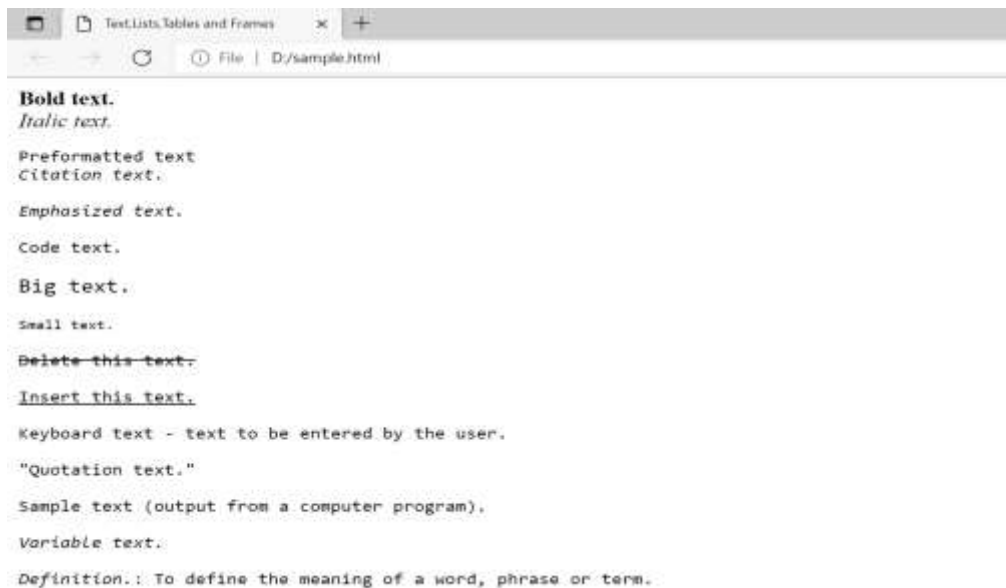 Text,Lists,Tables and Frames
File | D:/sample.html
Bold text.
Italic text.
Preformatted text
Citation text.
Emphasized text.
Code text.
Big text.
Small text.
Delete this text.
Insert this text.
Keyboard text - text to be entered by the user.
"Quotation text."
Sample text (output from a computer program).
Variable text.
Definition.: To define the meaning of a word, phrase or term.